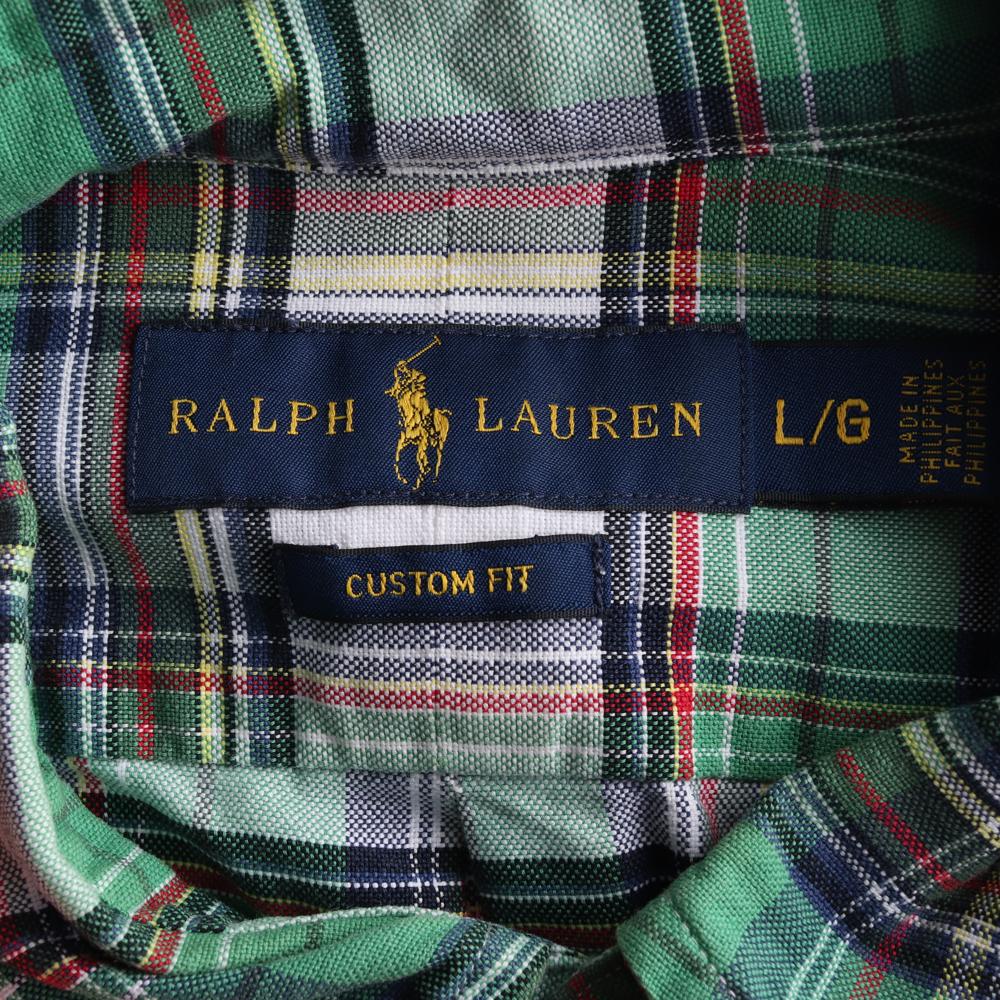 RALPH LAUREN
L/G
MADE IN
PHILIPPINES
FAIT AUX
PHILIPPINES
CUSTOM FIT